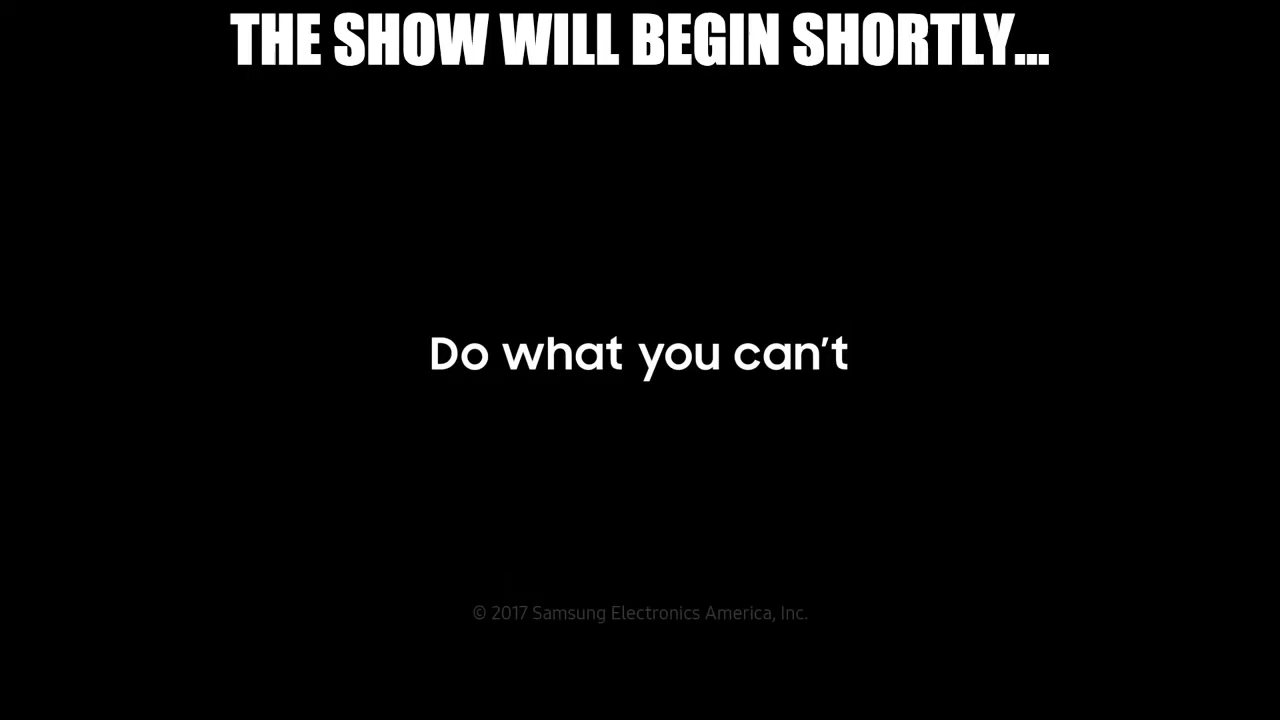 THE SHOW WILL BEGIN SHORTLY...
Do what you can’t
© 2017 Samsung Electronics America, Inc.